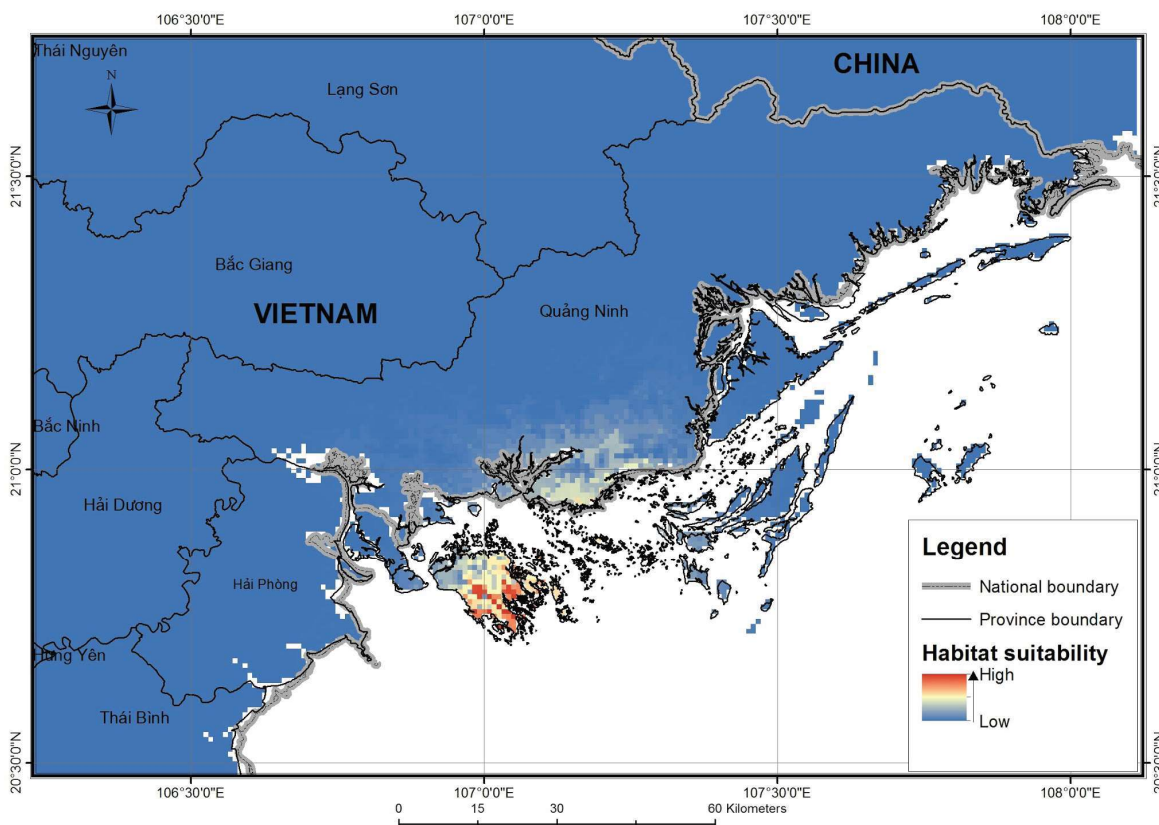 106°30'0"E
107°0'0"E
107°30'0"E
108°0'0"E
Thái Nguyên
CHINA
N
Lạng Sơn
21°30'0"N
21°30'0"N
Bắc Giang
VIETNAM
Quảng Ninh
Bắc Ninh
21°0'0"N
21°0'0"N
Hải Dương
Hải Phòng
Hưng Yên
Thái Bình
Legend
National boundary
Province boundary
Habitat suitability
High
Low
20°30'0"N
20°30'0"N
106°30'0"E
107°0'0"E
107°30'0"E
108°0'0"E
0 15 30 60 Kilometers